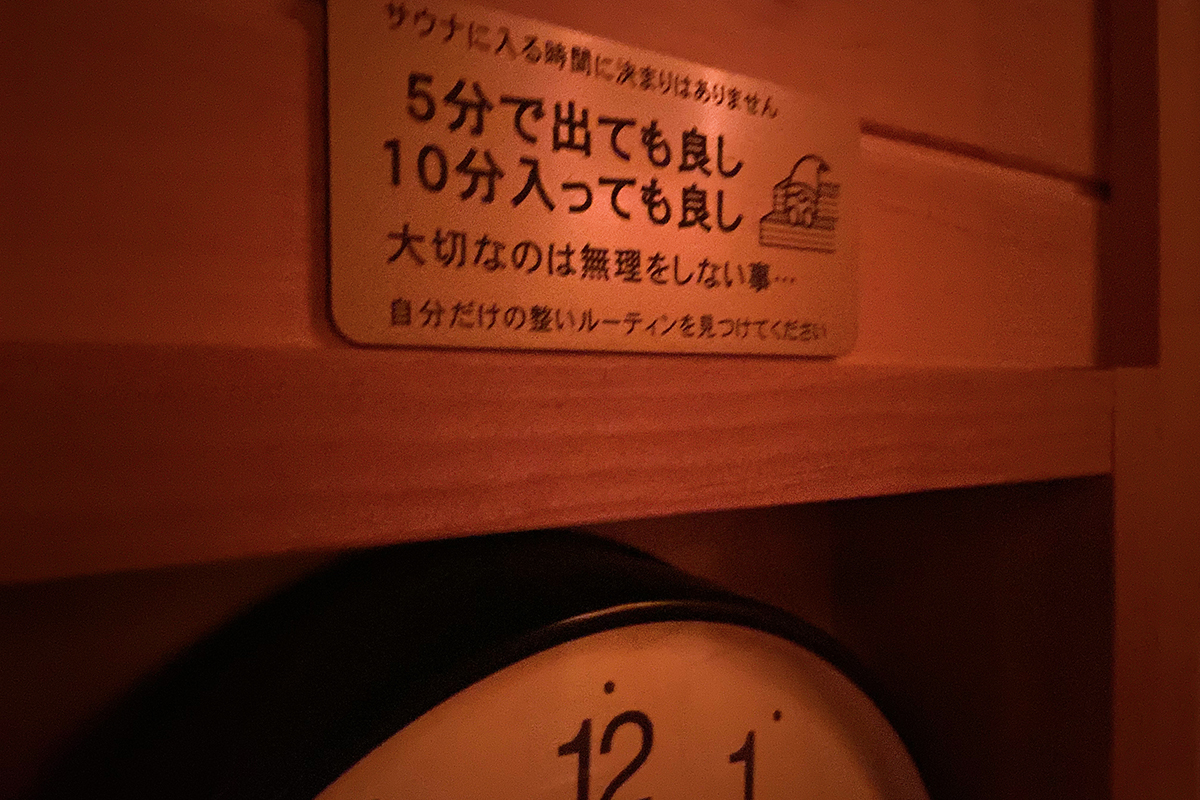 サウナに入る時間に決まりはありません
5分で出ても良し
10分入っても良し
大切なのは無理をしない事…
自分だけの整いルーティンを見つけてください
12
1